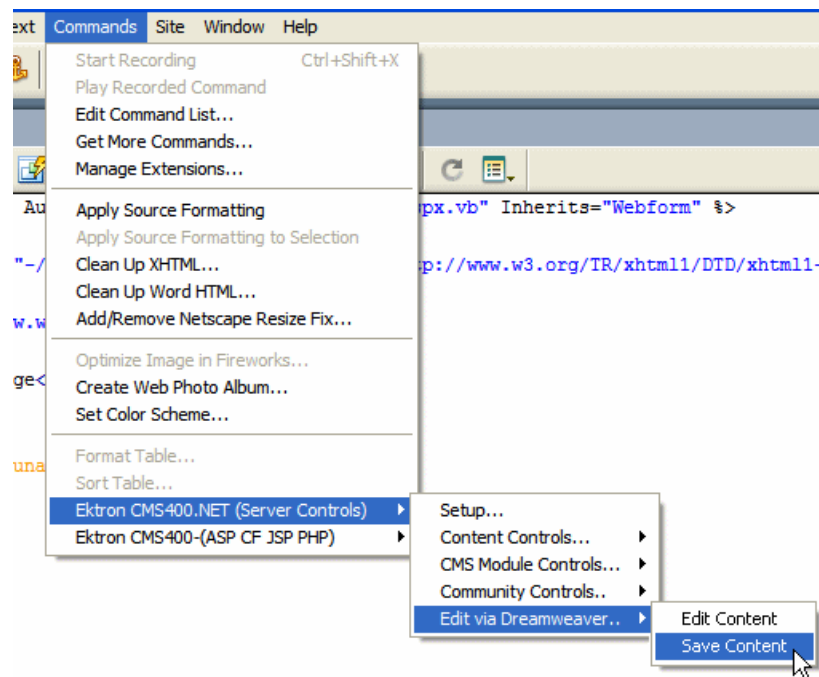 ext Commands Site Window Help
Start Recording Ctrl+Shift+X
Play Recorded Command
Edit Command List...
Get More Commands...
Manage Extensions...
Au px.vb" Inherits="Webform" %>
Apply Source Formatting
Apply Source Formatting to Selection
"-/ p://www.w3.org/TR/xhtml1/DTD/xhtml1-
Clean Up XHTML...
Clean Up Word HTML...
w.w
Add/Remove Netscape Resize Fix...
Optimize Image in Fireworks...
ge<
Create Web Photo Album...
Set Color Scheme...
Format Table...
una
Sort Table...
Ektron CMS400.NET (Server Controls) Setup...
Ektron CMS400-(ASP CF JSP PHP) Content Controls...
CMS Module Controls...
Community Controls..
Edit via Dreamweaver.. Edit Content
Save Content